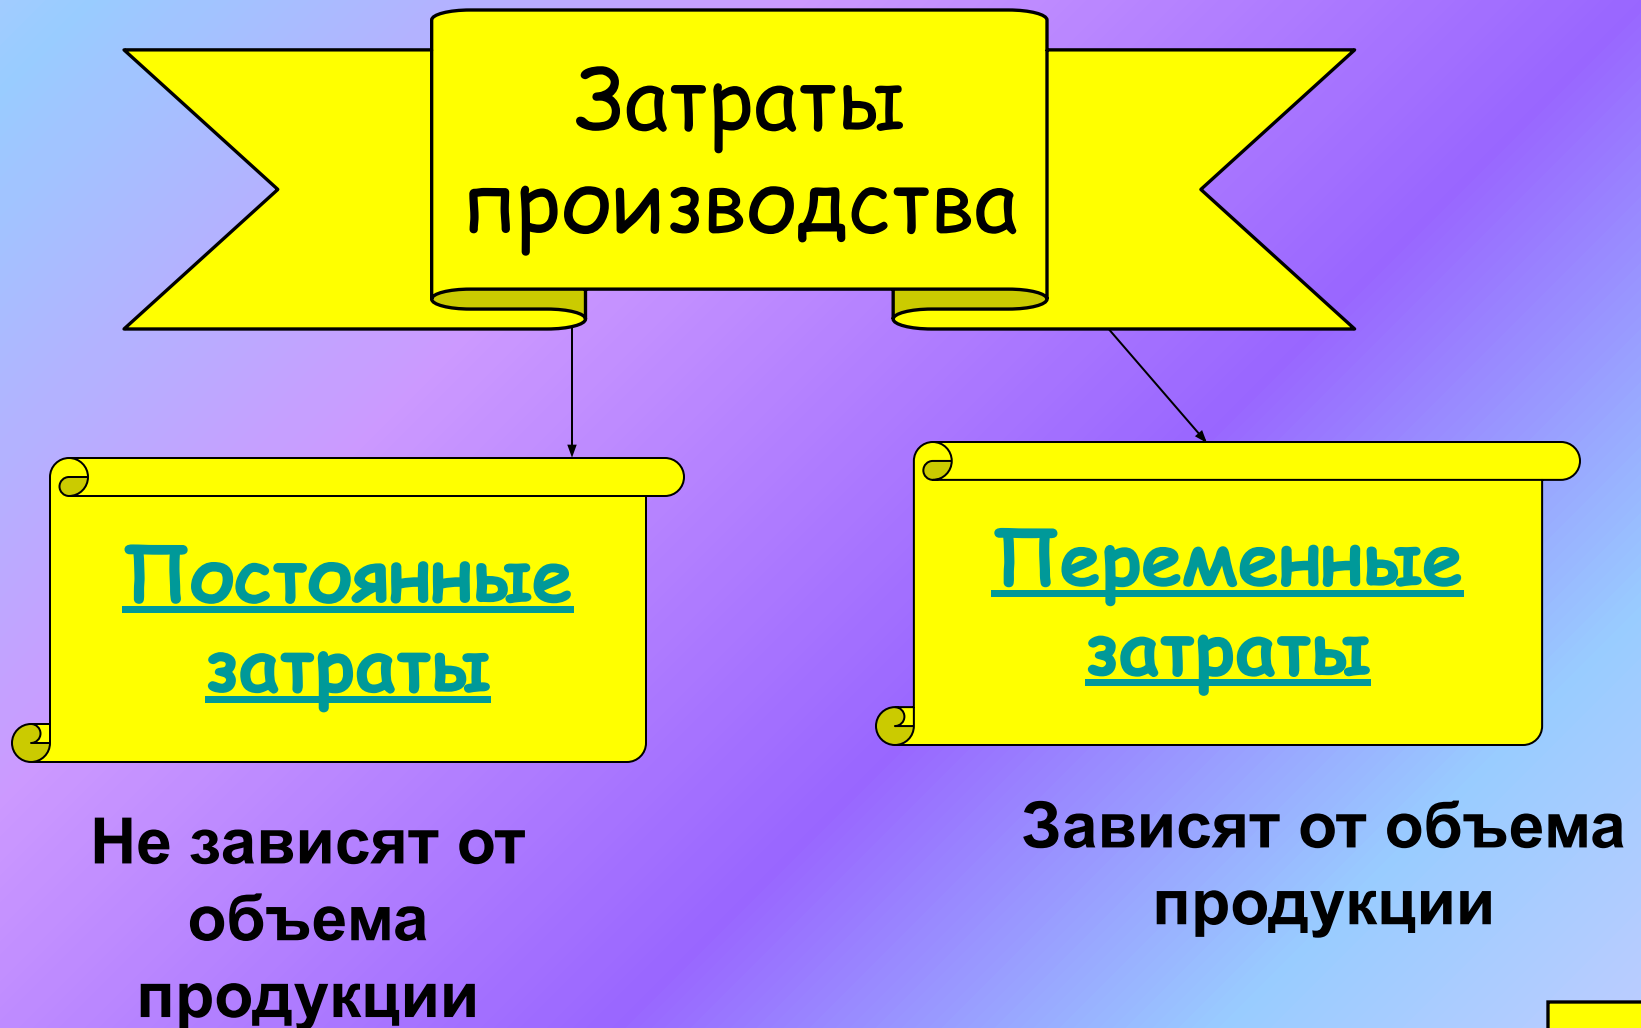 Затраты
производства
Постоянные
затраты
Переменные
затраты
Не зависят от
объема
продукции
Зависят от объема
продукции